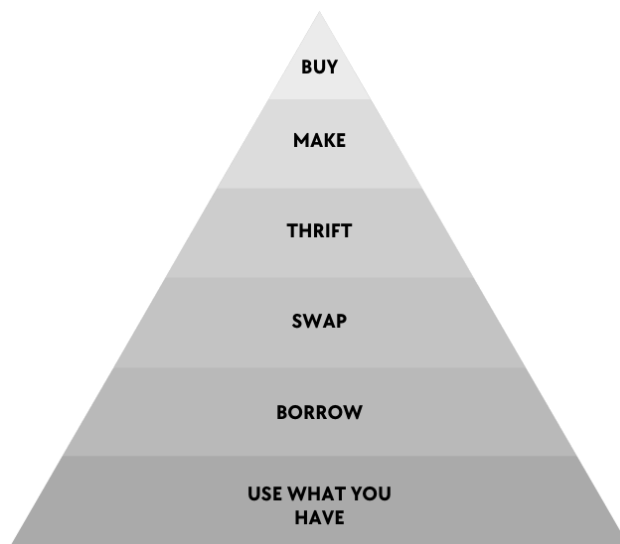 BUY
MAKE
THRIFT
SWAP
BORROW
USE WHAT YOU
HAVE